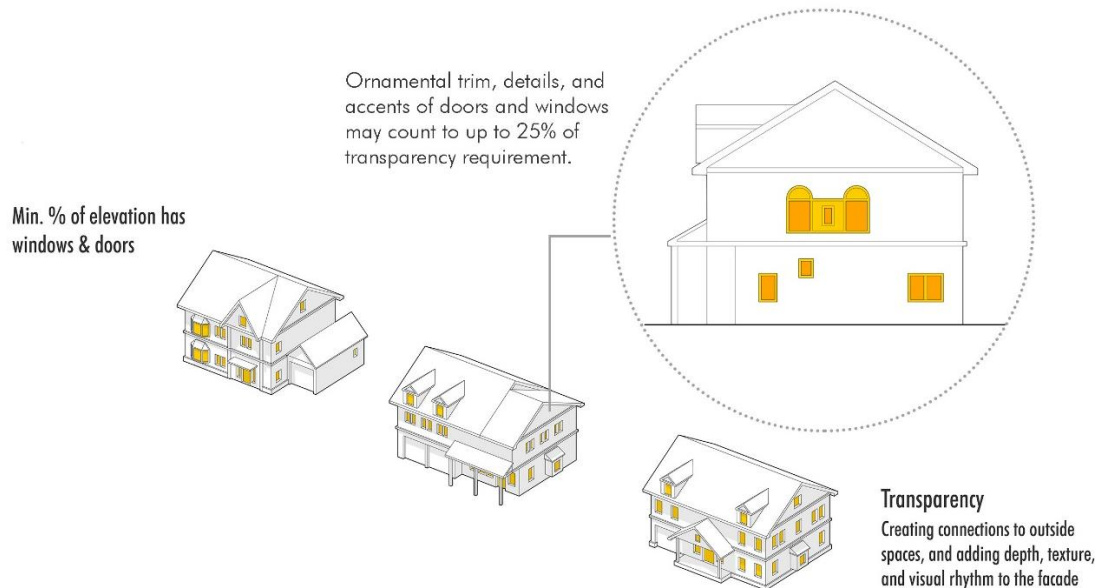 Ornamental trim, details, and
accents of doors and windows
may count to up to 25% of
transparency requirement.
Min. % of elevation has
windows & doors
Transparency
Creating connections to outside
spaces, and adding depth, texture,
and visual rhythm to the facade